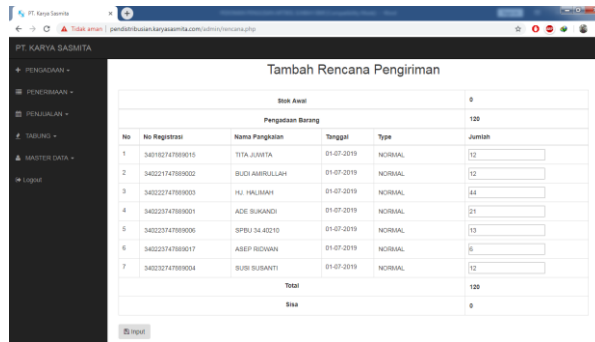 PT. Karya Sasmita
Tidak aman | pendistribusian.karyasasmita.com/admin/rencana.php
PT. KARYA SASMITA
PENGADAAN
PENERIMAAN
PENJUALAN
TABUNG
MASTER DATA
Logout
Tambah Rencana Pengiriman
Stok Awal 0
Pengadaan Barang 120
No No Registrasi Nama Pangkalan Tanggal Type Jumlah
1 340192747889015 TITA JUWITA 01-07-2019 NORMAL 12
2 340221747889002 BUDI AMIRULLAH 01-07-2019 NORMAL 12
3 340222747889003 HJ. HALIMAH 01-07-2019 NORMAL 44
4 340223747889001 ADE SUKANDI 01-07-2019 NORMAL 21
5 340223747889006 SPBU 34.40210 01-07-2019 NORMAL 13
6 340223747889017 ASEP RIDWAN 01-07-2019 NORMAL 6
7 340232747889004 SUSI SUSANTI 01-07-2019 NORMAL 12
Total 120
Sisa 0
Input